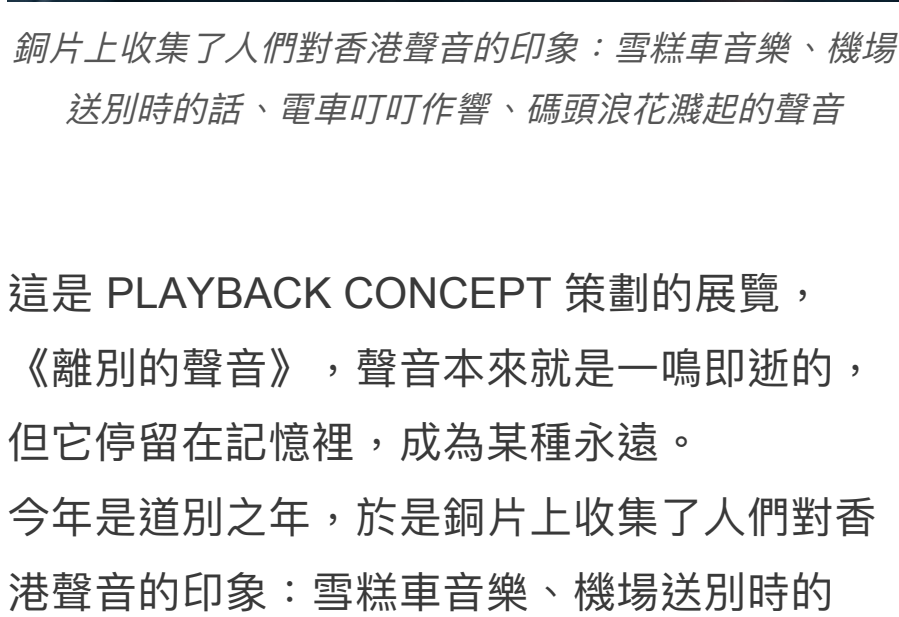 銅片上收集了人們對香港聲音的印象：雪糕車音樂、機場
送別時的話、電車叮叮作響、碼頭浪花濺起的聲音
這是 PLAYBACK CONCEPT 策劃的展覽，
《離別的聲音》，聲音本來就是一鳴即逝的，
但它停留在記憶裡，成為某種永遠。
今年是道別之年，於是銅片上收集了人們對香
港聲音的印象：雪糕車音樂、機場送別時的